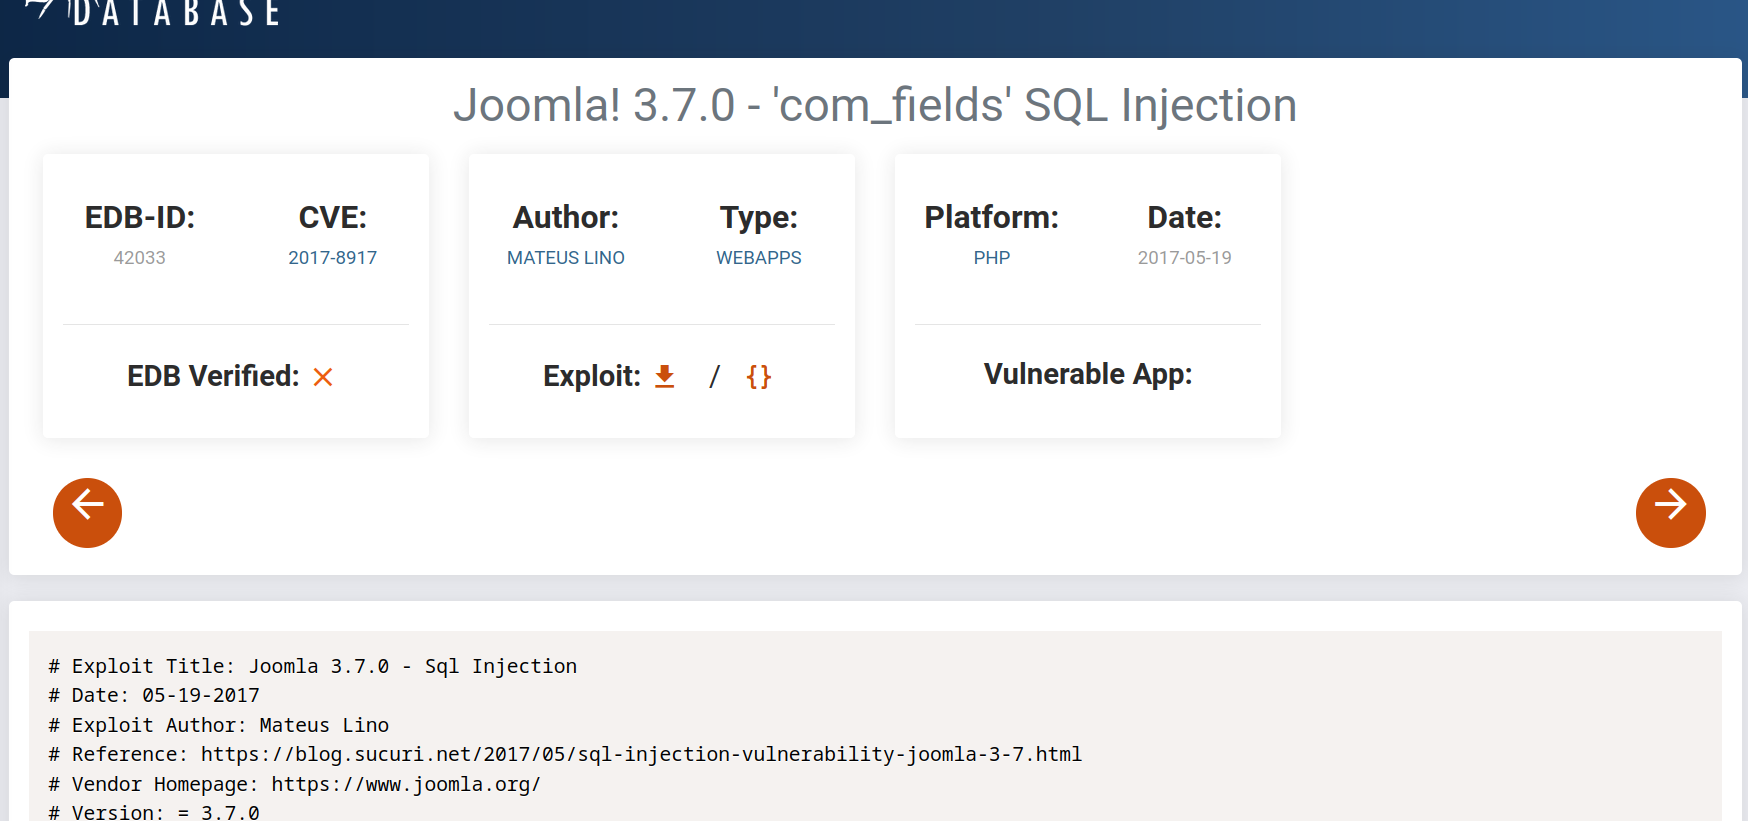 DATABASE
Joomla! 3.7.0 - 'com_fields' SQL Injection
EDB-ID:
42033
CVE:
2017-8917
Author:
MATEUS LINO
Type:
WEBAPPS
Platform:
PHP
Date:
2017-05-19
EDB Verified:
Exploit: / {}
Vulnerable App:
# Exploit Title: Joomla 3.7.0 - Sql Injection
# Date: 05-19-2017
# Exploit Author: Mateus Lino
# Reference: https://blog.sucuri.net/2017/05/sql-injection-vulnerability-joomla-3-7.html
# Vendor Homepage: https://www.joomla.org/
# Version: = 3.7.0